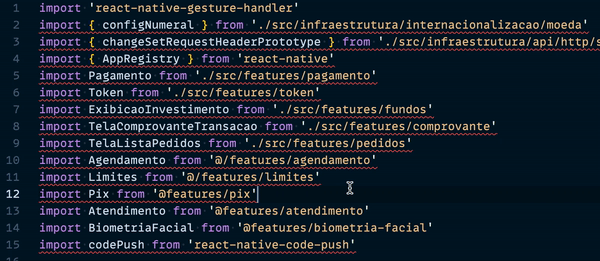 1 import 'react-native-gesture-handler'
2 import { configNumeral } from './src/infraestrutura/internacionalizacao/moeda'
3 import { changeSetRequestHeaderPrototype } from './src/infraestrutura/api/http/s
4 import { AppRegistry } from 'react-native'
5 import Pagamento from './src/features/pagamento'
6 import Token from './src/features/token'
7 import ExibicaoInvestimento from './src/features/fundos'
8 import TelaComprovanteTransacao from './src/features/comprovante'
9 import TelaListaPedidos from './src/features/pedidos'
10 import Agendamento from '@/features/agendamento'
11 import Limites from '@/features/limites'
12 import Pix from '@features/pix'
13 import Atendimento from '@features/atendimento'
14 import BiometriaFacial from '@features/biometria-facial'
15 import codePush from 'react-native-code-push'